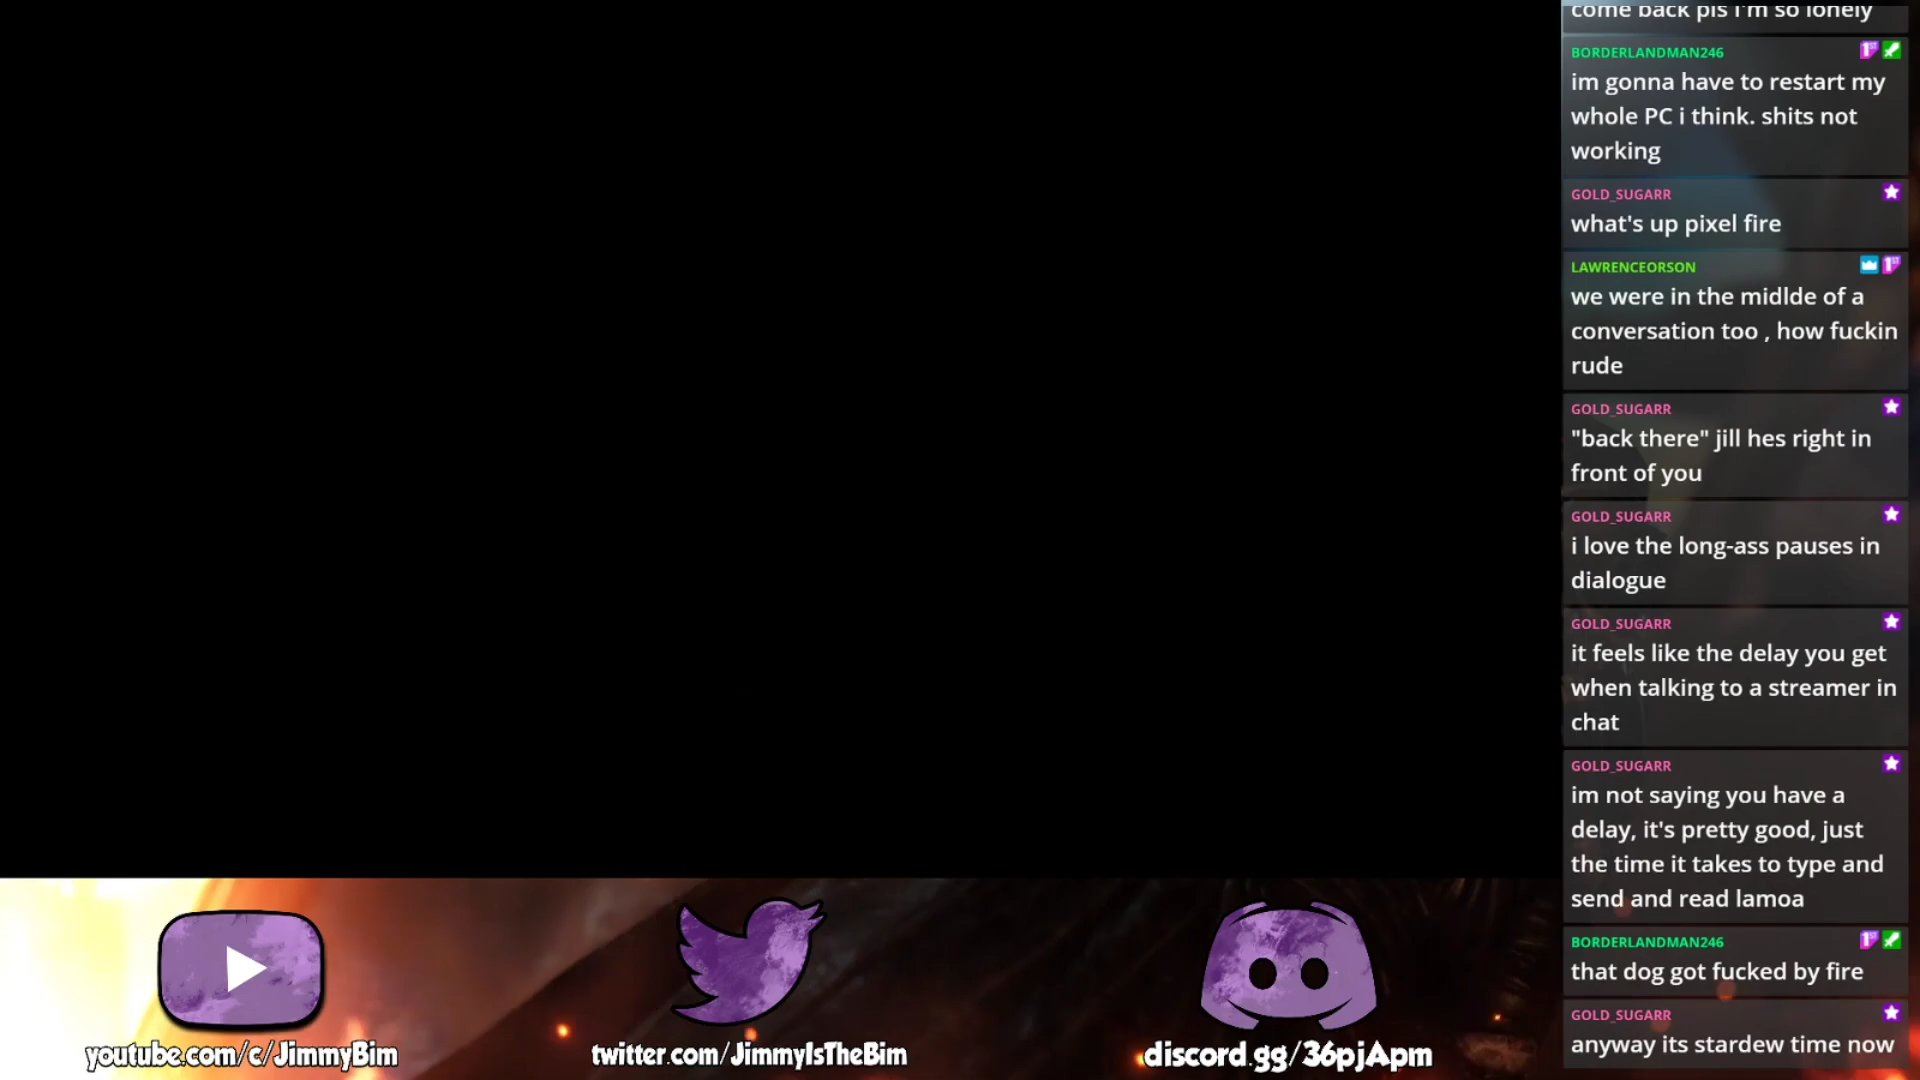 come back pls i'm so lonely
BORDERLANDMAN246
im gonna have to restart my
whole PC i think. shits not
working
GOLD_SUGARR
what's up pixel fire
LAWRENCEORSON
we were in the midlde of a
conversation too , how fuckin
rude
GOLD_SUGARR
"back there" jill hes right in
front of you
GOLD_SUGARR
i love the long-ass pauses in
dialogue
GOLD_SUGARR
it feels like the delay you get
when talking to a streamer in
chat
GOLD_SUGARR
im not saying you have a
delay, it's pretty good, just
the time it takes to type and
send and read lamoa
BORDERLANDMAN246
that dog got fucked by fire
GOLD_SUGARR
anyway its stardew time now
youtube.com/c/JimmyBim
twitter.com/JimmyIsTheBim
discord.gg/36pjApm